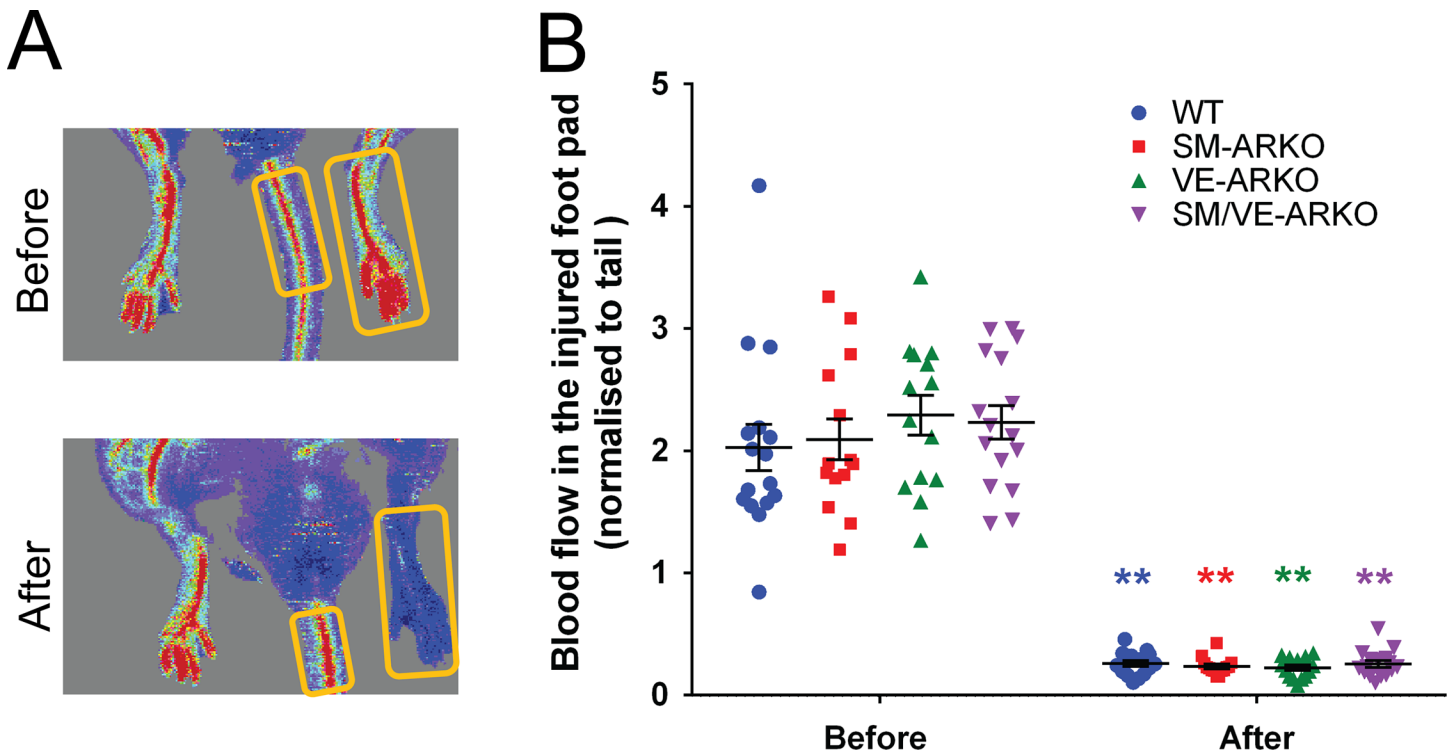 A
Before
After
B
Blood flow in the injured foot pad
(normalised to tail )
5
4
3
2
1
0
WT
SM-ARKO
VE-ARKO
SM/VE-ARKO
** ** ** **
Before After